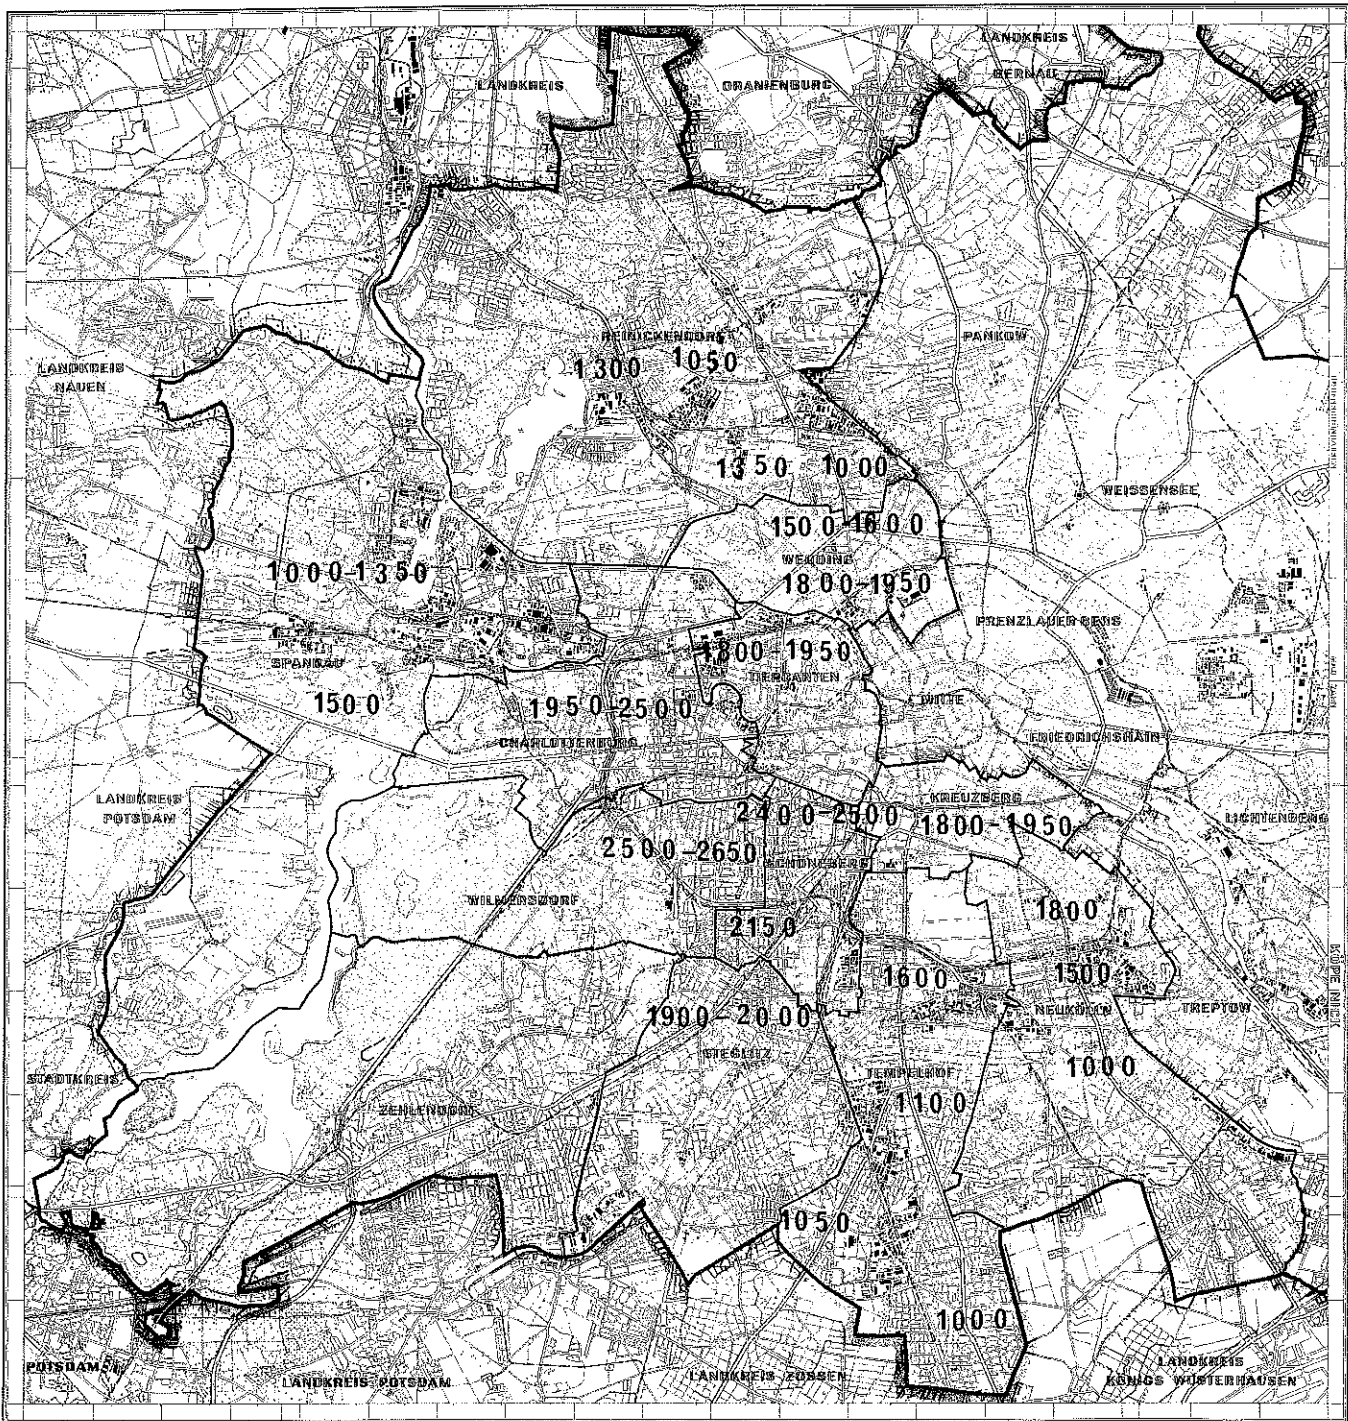 LANDKREIS
BERNAU
LANDKREIS
ORANIENBURG
REINICKENDORF
PANKOW
1300
1050
LANDKREIS
NAUEN
1350
1000
WEISSENSEE
1500-1600
WEDDING
1000-1350
1800-1950
PRENZLAUER BERG
1800-1950
SPANDAU
TIERGARTEN
1500
1950-2500
MITTE
CHARLOTTENBURG
FRIEDRICHSHAIN
LANDKREIS
POTSDAM
KREUZBERG
2400-2500
1800-1950
LICHTENBERG
2500-2650
SCHÖNEBERG
WILMERSDORF
1800
2150
1600
1500
KÖPENICK
NEUKÖLLN
TREPTOW
1900-2000
STEGLITZ
1000
STADTKREIS
TEMPELHOF
ZEHLENDORF
1100
1050
1000
POTSDAM
LANDKREIS POTSDAM
LANDKREIS ZOSSEN
LANDKREIS
KÖNIGS WUSTERHAUSEN